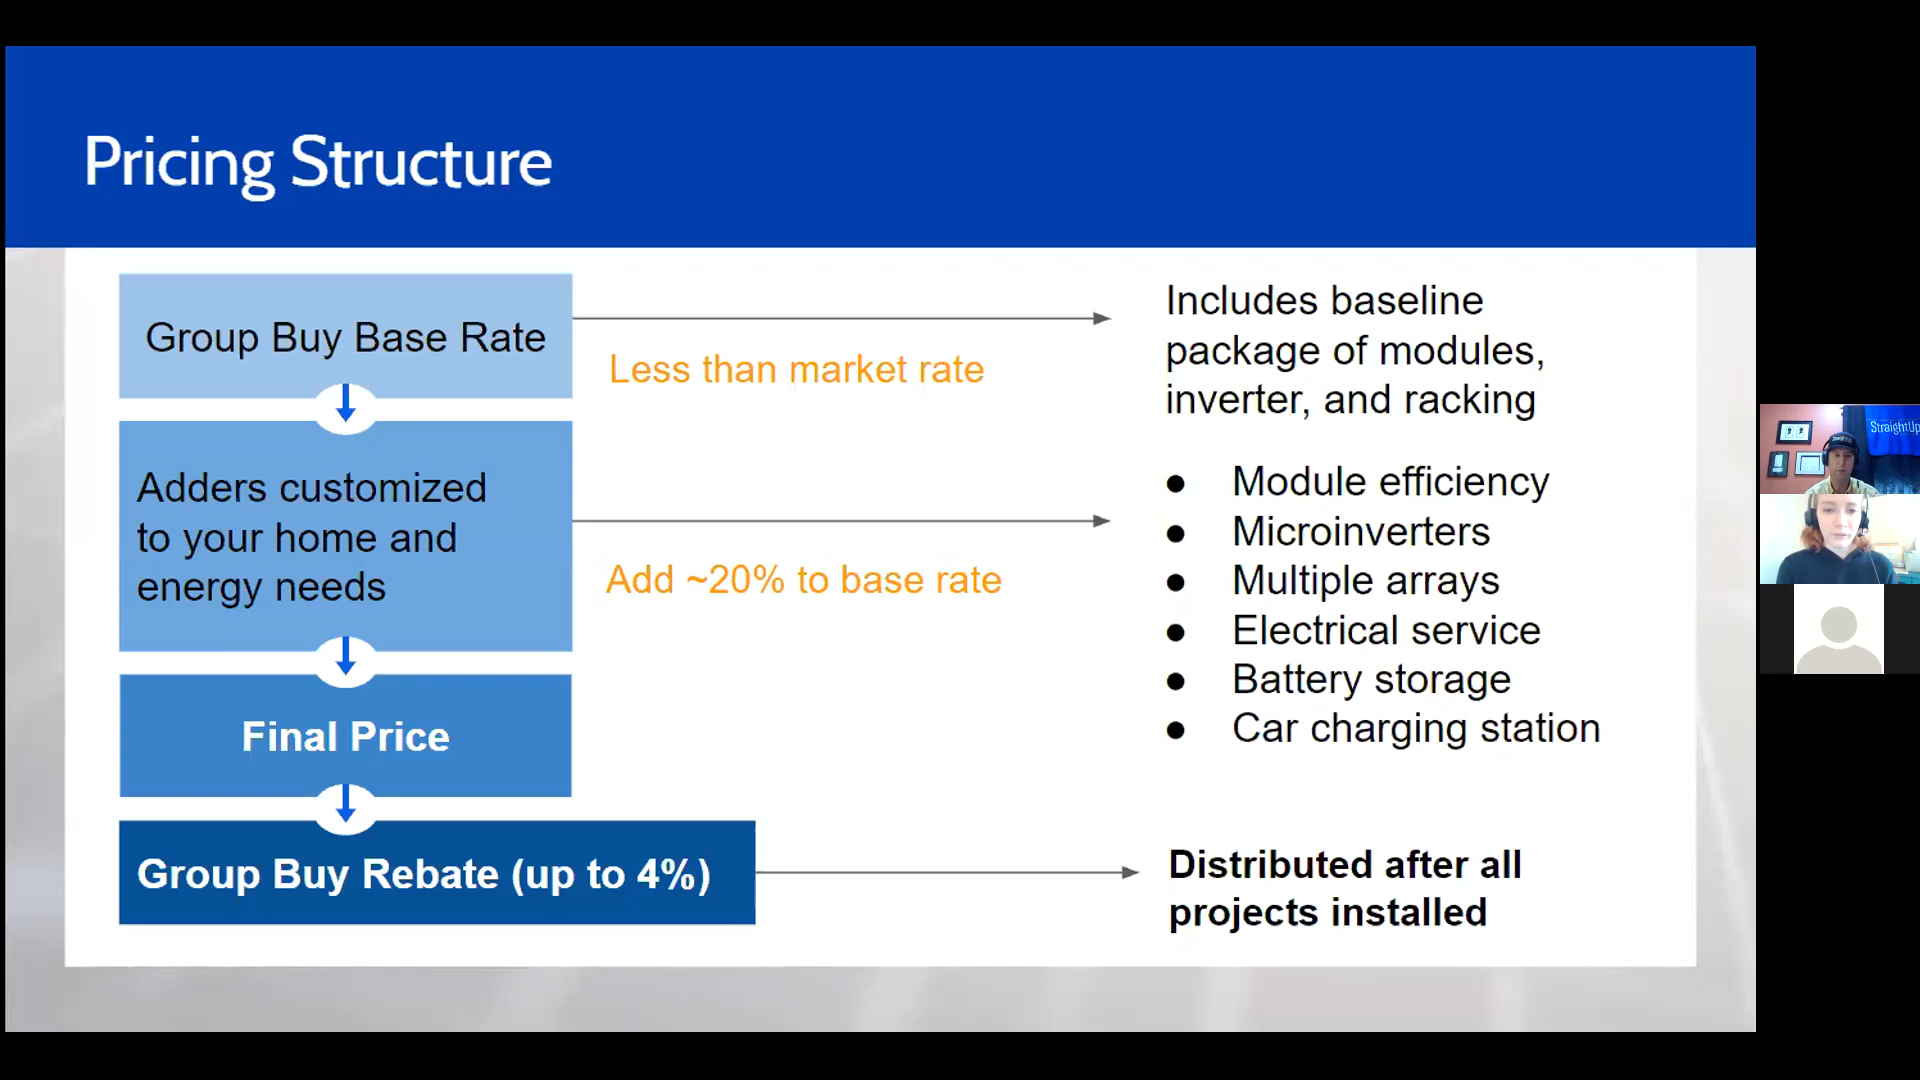 Pricing Structure
Group Buy Base Rate
Less than market rate
Includes baseline
package of modules,
inverter, and racking
Adders customized
to your home and
energy needs
Add ~20% to base rate
● Module efficiency
● Microinverters
● Multiple arrays
● Electrical service
● Battery storage
● Car charging station
Final Price
Group Buy Rebate (up to 4%)
Distributed after all
projects installed
StraightUp